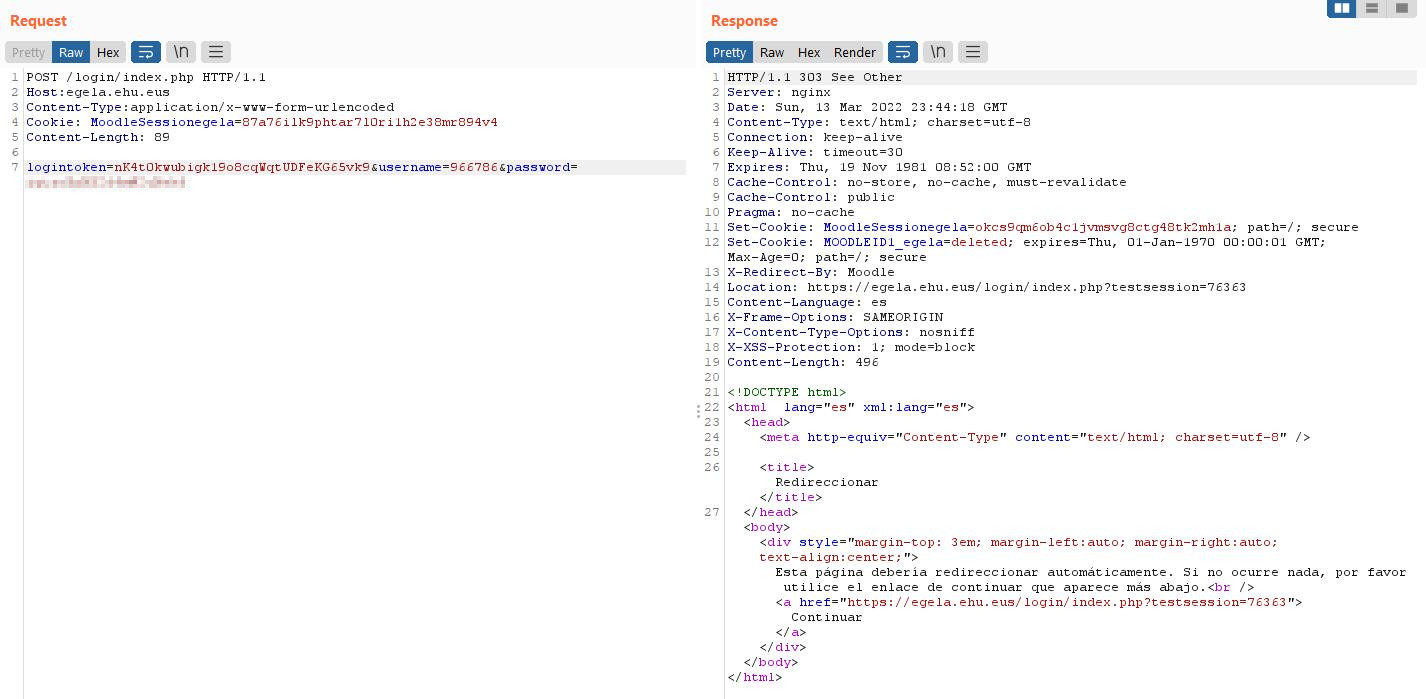 Request
Response
Pretty Raw Hex \n
Pretty Raw Hex Render \n
1 POST /login/index.php HTTP/1.1
2 Host:egela.ehu.eus
3 Content-Type:application/x-www-form-urlencoded
4 Cookie: MoodleSessionegela=87a76i1k9phtar710ri1h2e38mr894v4
5 Content-Length: 89
6
7 logintoken=nK4tOkwubigk19o8cqWqtUDFeKG65vk9&username=966786&password=
1 HTTP/1.1 303 See Other
2 Server: nginx
3 Date: Sun, 13 Mar 2022 23:44:18 GMT
4 Content-Type: text/html; charset=utf-8
5 Connection: keep-alive
6 Keep-Alive: timeout=30
7 Expires: Thu, 19 Nov 1981 08:52:00 GMT
8 Cache-Control: no-store, no-cache, must-revalidate
9 Cache-Control: public
10 Pragma: no-cache
11 Set-Cookie: MoodleSessionegela=okcs9qm6ob4c1jvmsvg8ctg48tk2mh1a; path=/; secure
12 Set-Cookie: MOODLEID1_egela=deleted; expires=Thu, 01-Jan-1970 00:00:01 GMT;
Max-Age=0; path=/; secure
13 X-Redirect-By: Moodle
14 Location: https://egela.ehu.eus/login/index.php?testsession=76363
15 Content-Language: es
16 X-Frame-Options: SAMEORIGIN
17 X-Content-Type-Options: nosniff
18 X-XSS-Protection: 1; mode=block
19 Content-Length: 496
20
21 <!DOCTYPE html>
22 <html  lang="es" xml:lang="es">
23 <head>
24 <meta http-equiv="Content-Type" content="text/html; charset=utf-8" />
25
26 <title>
Redireccionar
</title>
27 </head>
<body>
<div style="margin-top: 3em; margin-left:auto; margin-right:auto;
text-align:center;">
Esta página debería redireccionar automáticamente. Si no ocurre nada, por favor
utilice el enlace de continuar que aparece más abajo.<br />
<a href="https://egela.ehu.eus/login/index.php?testsession=76363">
Continuar
</a>
</div>
</body>
</html>